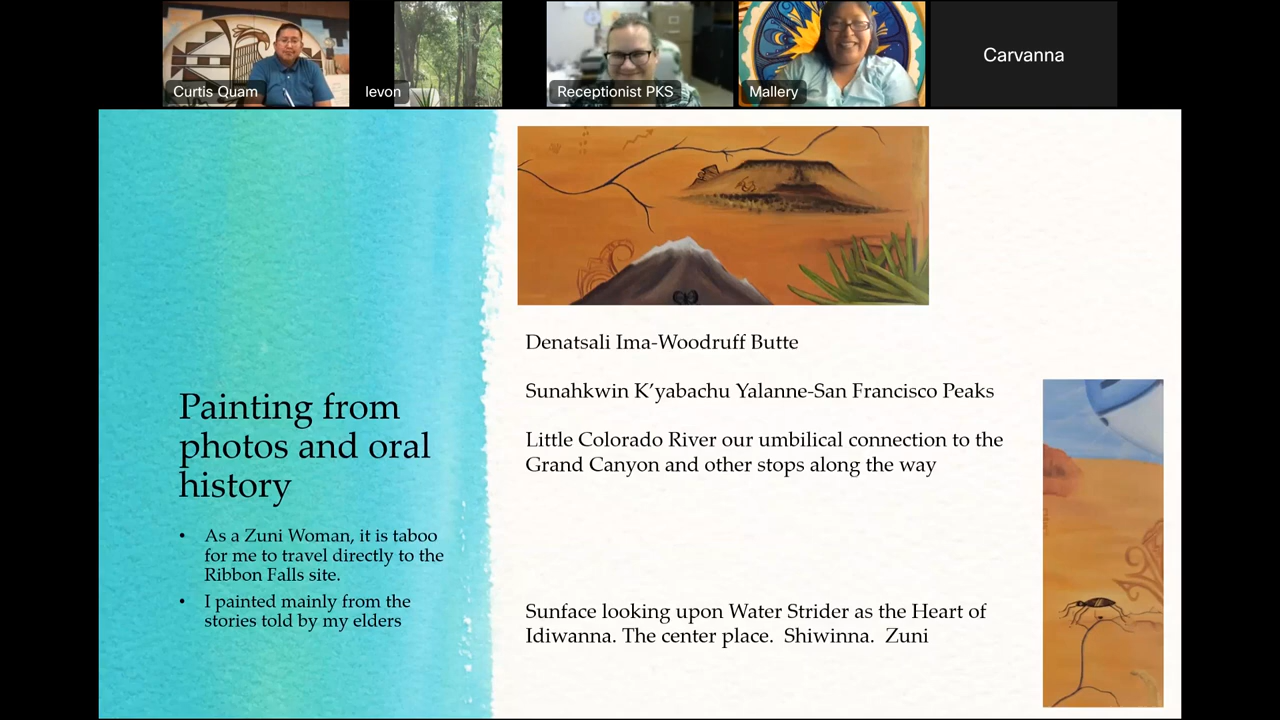 Curtis Quam
levon
Receptionist PKS
Mallery
Carvanna
Painting from
photos and oral
history
• As a Zuni Woman, it is taboo
for me to travel directly to the
Ribbon Falls site.
• I painted mainly from the
stories told by my elders
Denatsali Ima-Woodruff Butte
Sunahkwin K’yabachu Yalanne-San Francisco Peaks
Little Colorado River our umbilical connection to the
Grand Canyon and other stops along the way
Sunface looking upon Water Strider as the Heart of
Idiwanna. The center place.  Shiwinna.  Zuni